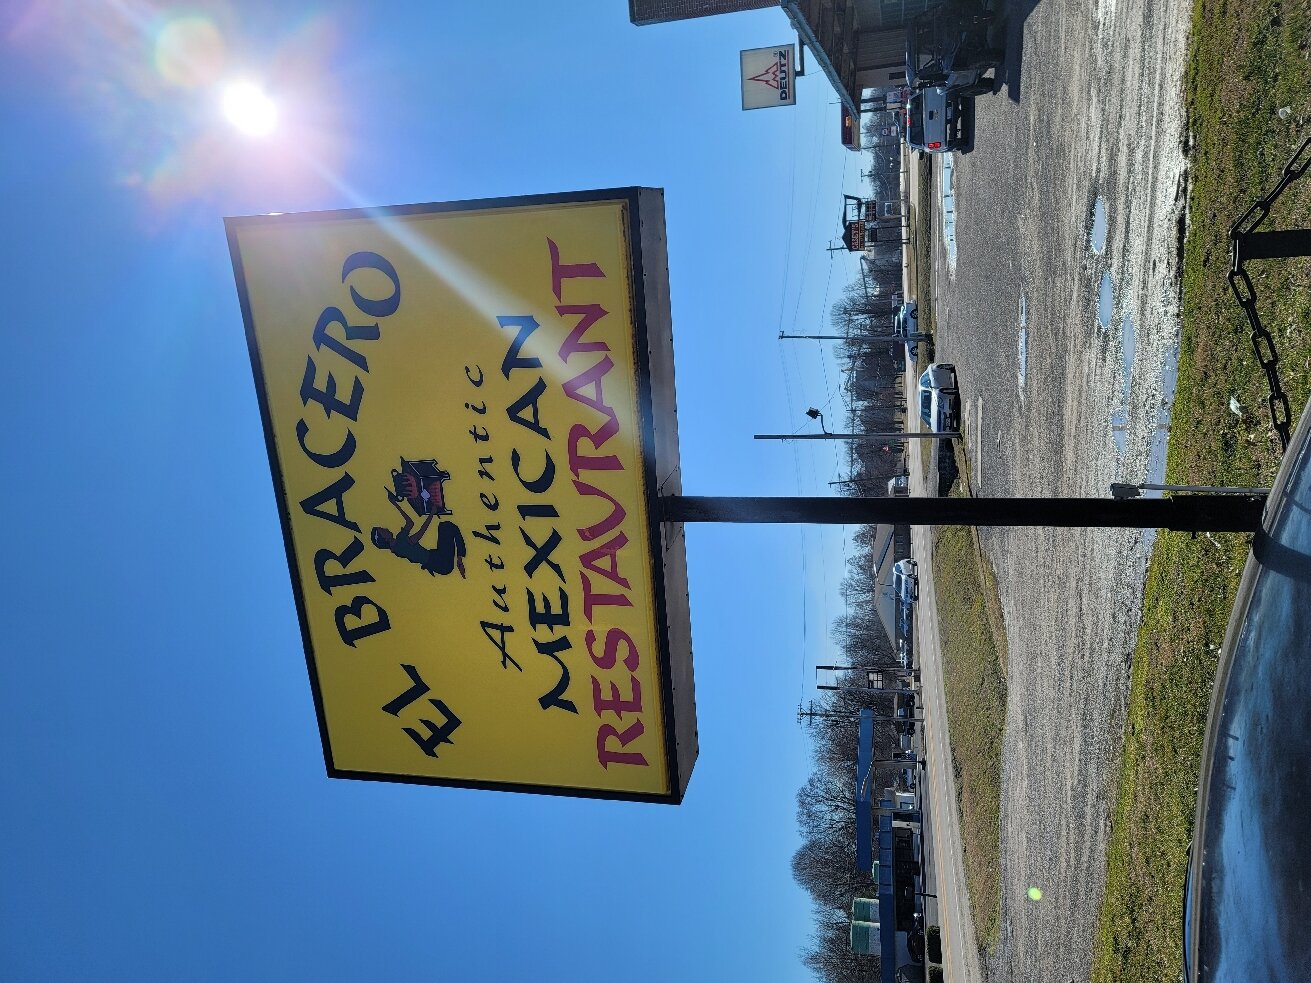 EL BRACERO
Authentic
MEXICAN
RESTAURANT
DEUTZ